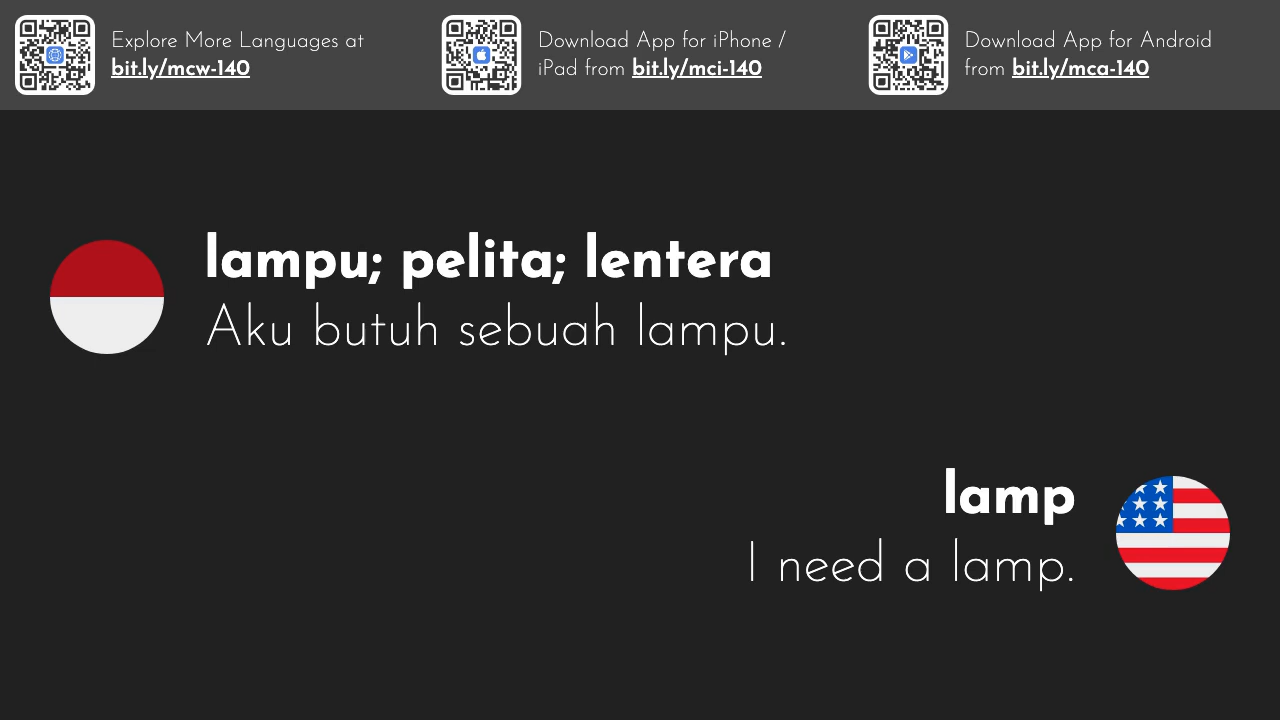 Explore More Languages at
bit.ly/mcw-140
Download App for iPhone /
iPad from bit.ly/mci-140
Download App for Android
from bit.ly/mca-140
lampu; pelita; lentera
Aku butuh sebuah lampu.
lamp
I need a lamp.